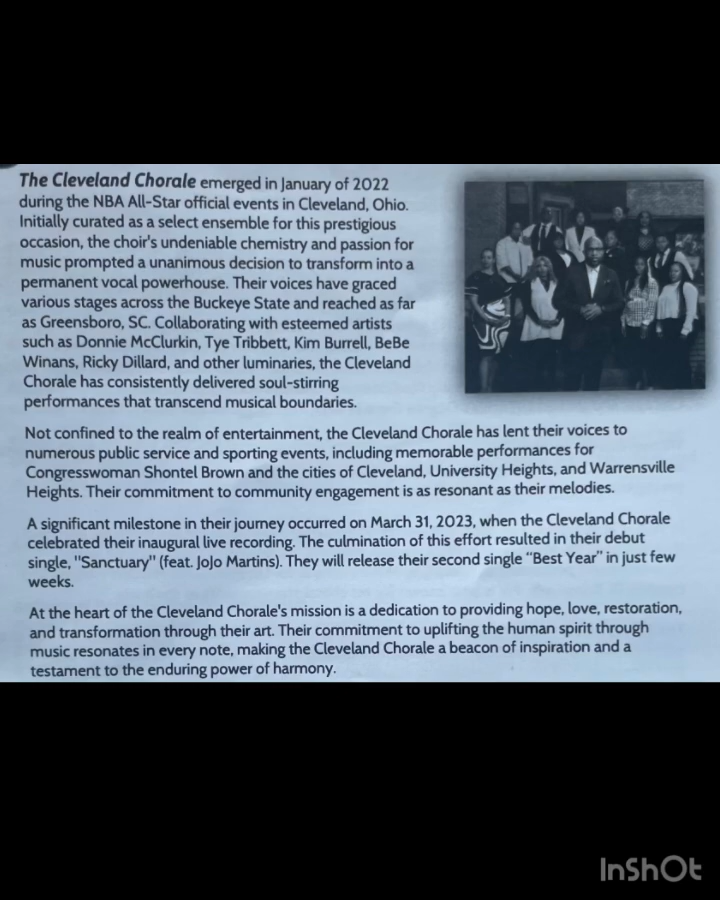 The Cleveland Chorale emerged in January of 2022
during the NBA All-Star official events in Cleveland, Ohio.
Initially curated as a select ensemble for this prestigious
occasion, the choir's undeniable chemistry and passion for
music prompted a unanimous decision to transform into a
permanent vocal powerhouse. Their voices have graced
various stages across the Buckeye State and reached as far
as Greensboro, SC. Collaborating with esteemed artists
such as Donnie McClurkin, Tye Tribbett, Kim Burrell, BeBe
Winans, Ricky Dillard, and other luminaries, the Cleveland
Chorale has consistently delivered soul-stirring
performances that transcend musical boundaries.
Not confined to the realm of entertainment, the Cleveland Chorale has lent their voices to
numerous public service and sporting events, including memorable performances for
Congresswoman Shontel Brown and the cities of Cleveland, University Heights, and Warrensville
Heights. Their commitment to community engagement is as resonant as their melodies.
A significant milestone in their journey occurred on March 31, 2023, when the Cleveland Chorale
celebrated their inaugural live recording. The culmination of this effort resulted in their debut
single, "Sanctuary" (feat. JoJo Martins). They will release their second single "Best Year" in just few
weeks.
At the heart of the Cleveland Chorale's mission is a dedication to providing hope, love, restoration,
and transformation through their art. Their commitment to uplifting the human spirit through
music resonates in every note, making the Cleveland Chorale a beacon of inspiration and a
testament to the enduring power of harmony.
InShOt